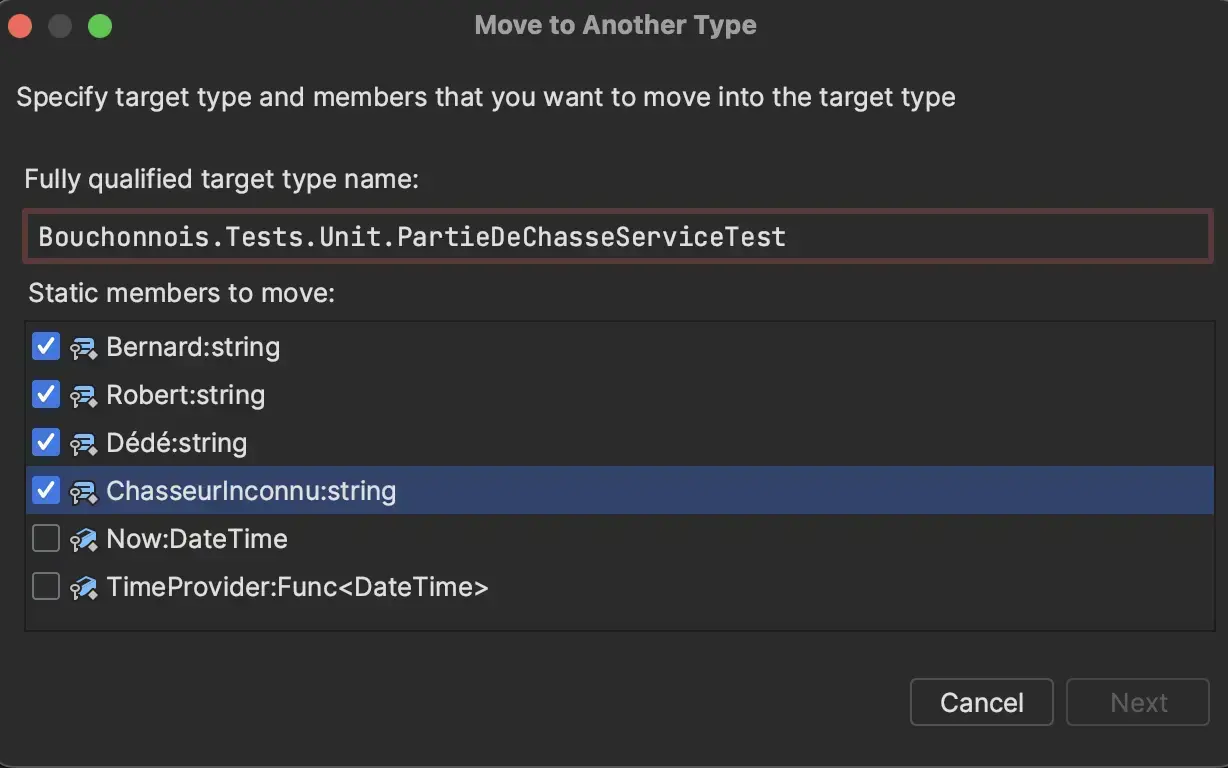 Move to Another Type
Specify target type and members that you want to move into the target type
Fully qualified target type name:
Bouchonnois.Tests.Unit.PartieDeChasseServiceTest
Static members to move:
Bernard:string
Robert:string
Dédé:string
ChasseurInconnu:string
Now:DateTime
TimeProvider:Func<DateTime>
Cancel Next